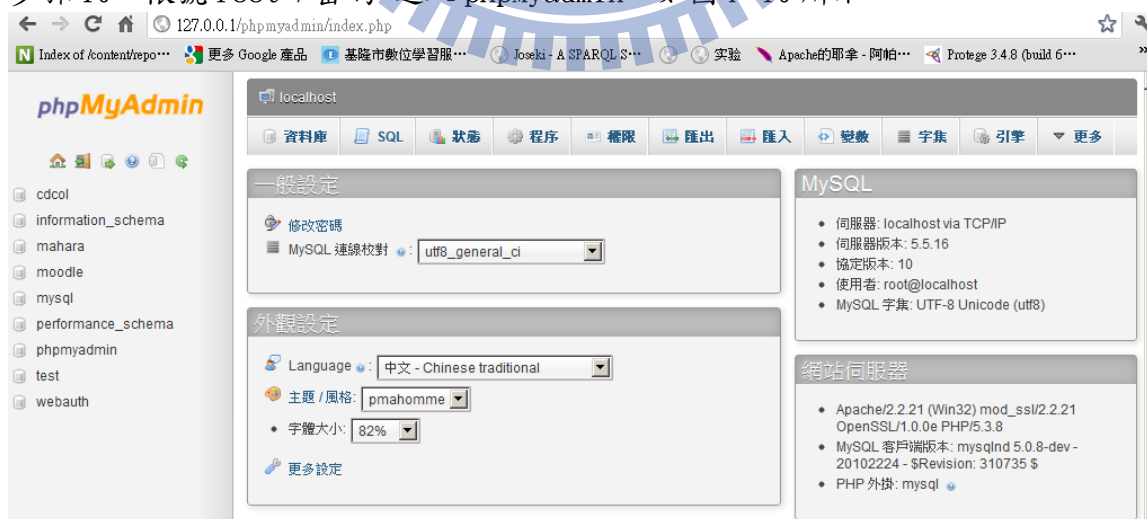 127.0.0.1/phpmyadmin/index.php
Index of /content/repo… 更多 Google 產品 基隆市數位學習服… Joseki - A SPARQL S… 实验 Apache的耶拿 - 阿帕… Protege 3.4.8 (build 6… »
phpMyAdmin
cdcol
information_schema
mahara
moodle
mysql
performance_schema
phpmyadmin
test
webauth
localhost
資料庫 SQL 狀態 程序 權限 匯出 匯入 變數 字集 引擎 更多
一般設定
修改密碼
MySQL 連線校對 : utf8_general_ci
外觀設定
Language : 中文 - Chinese traditional
主題 / 風格: pmahomme
• 字體大小: 82%
更多設定
MySQL
• 伺服器: localhost via TCP/IP
• 伺服器版本: 5.5.16
• 協定版本: 10
• 使用者: root@localhost
• MySQL 字集: UTF-8 Unicode (utf8)
網站伺服器
• Apache/2.2.21 (Win32) mod_ssl/2.2.21
OpenSSL/1.0.0e PHP/5.3.8
• MySQL 客戶端版本: mysqlnd 5.0.8-dev -
20102224 - $Revision: 310735 $
• PHP 外掛: mysql